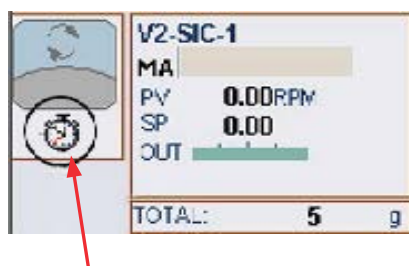 V2-SIC-1
MA
PV 0.00RPM
SP 0.00
OUT
TOTAL: 5 g